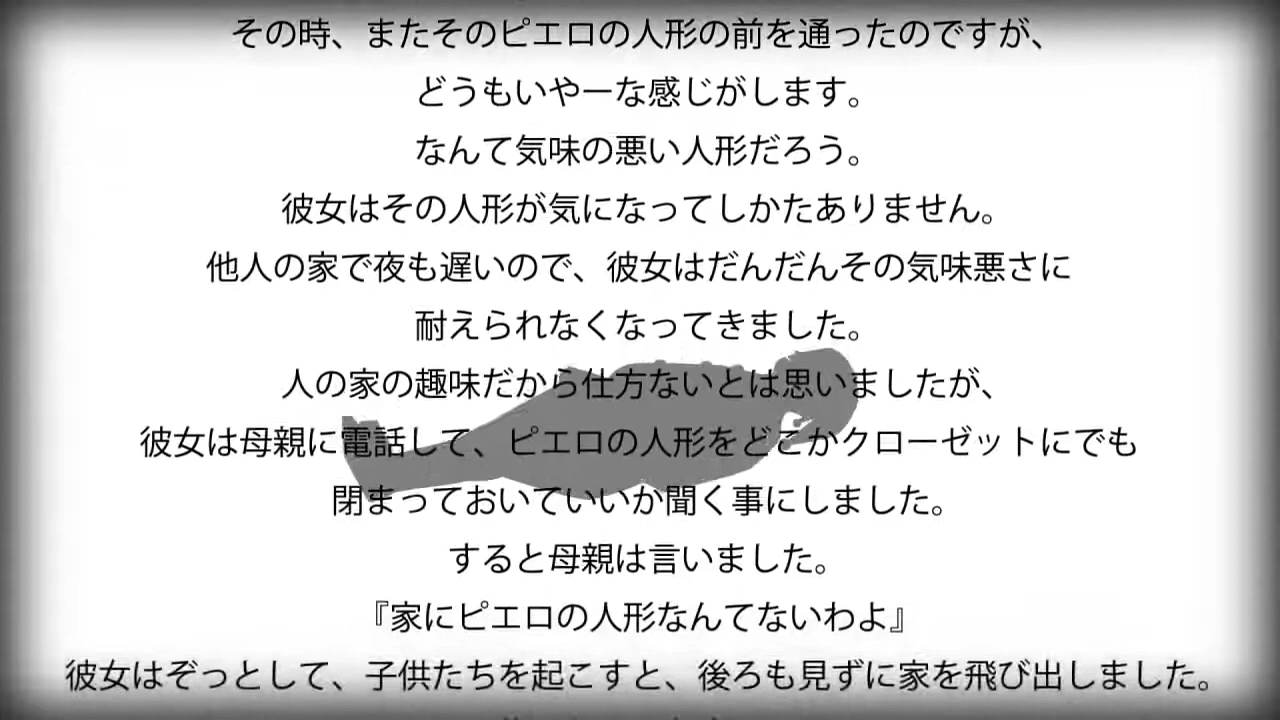 その時、またそのピエロの人形の前を通ったのですが、
どうもいやーな感じがします。
なんて気味の悪い人形だろう。
彼女はその人形が気になってしかたありません。
他人の家で夜も遅いので、彼女はだんだんその気味悪さに
耐えられなくなってきました。
人の家の趣味だから仕方ないとは思いましたが、
彼女は母親に電話して、ピエロの人形をどこかクローゼットにでも
閉まっておいていいか聞く事にしました。
すると母親は言いました。
『家にピエロの人形なんてないわよ』
彼女はぞっとして、子供たちを起こすと、後ろも見ずに家を飛び出しました。